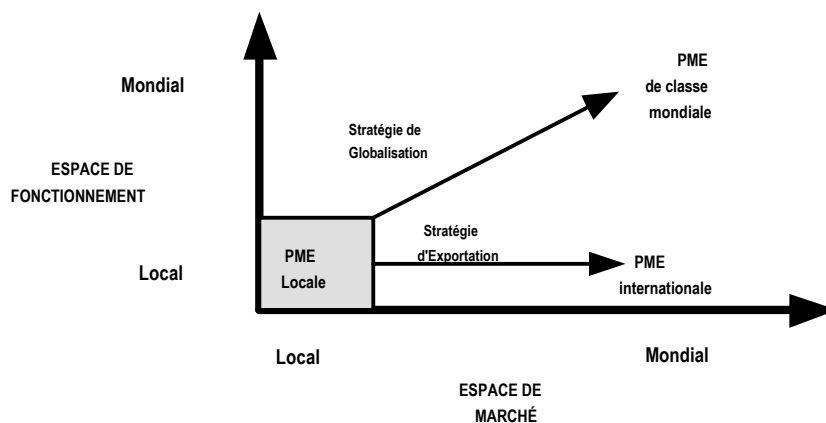 Mondial
PME
de classe
mondiale
Stratégie de
Globalisation
ESPACE DE
FONCTIONNEMENT
Stratégie
d'Exportation
PME
Locale
Local
PME
internationale
Local
Mondial
ESPACE DE
MARCHÉ